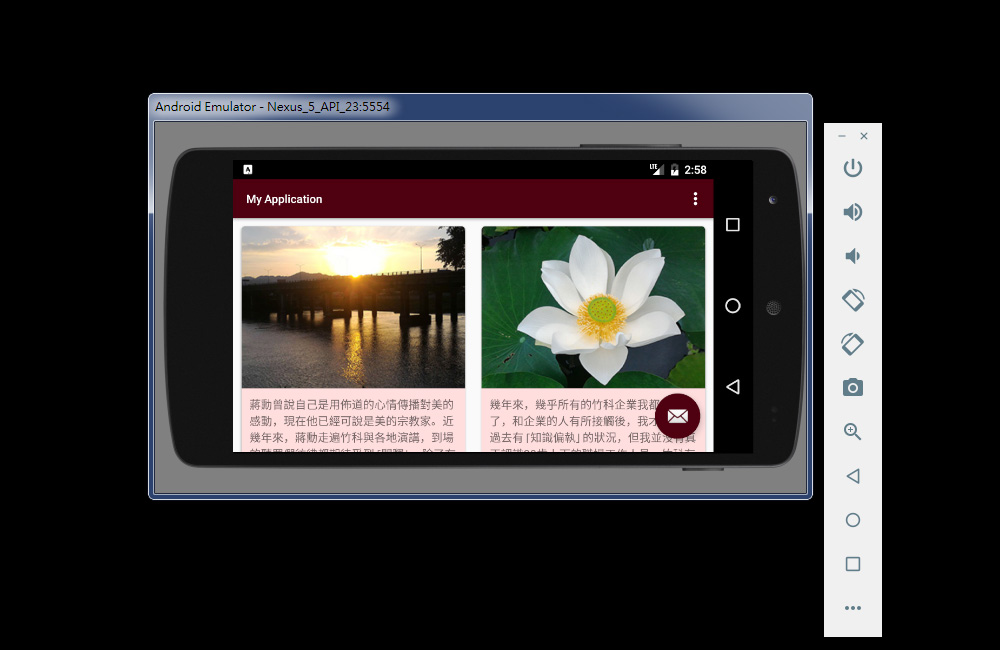 Android Emulator - Nexus_5_API_23:5554
LTE
2:58
My Application
蔣勳曾說自己是用佈道的心情傳播對美的
感動，現在他已經可說是美的宗教家。近
幾年來，蔣勳走遍竹科與各地演講，到場
幾年來，幾乎所有的竹科企業我都
了，和企業的人有所接觸後，我才
過去有 ⌈知識偏執⌋ 的狀況，但我並沒有真